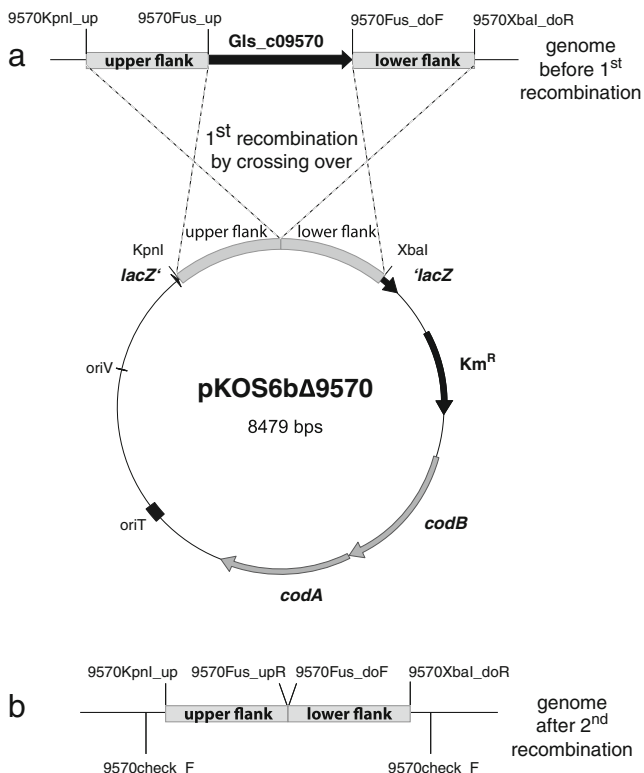 9570KpnI_up 9570Fus_up 9570Fus_doF 9570XbaI_doR
a
Gls_c09570
upper flank
lower flank
genome
before 1st
recombination
1st recombination
by crossing over
upper flank
lower flank
KpnI
XbaI
lacZ‘
‘lacZ
KmR
oriV
pKOS6bΔ9570
8479 bps
oriT
codB
codA
9570KpnI_up 9570Fus_upR 9570Fus_doF 9570XbaI_doR
b
upper flank
lower flank
genome
after 2nd
recombination
9570check_F
9570check_F